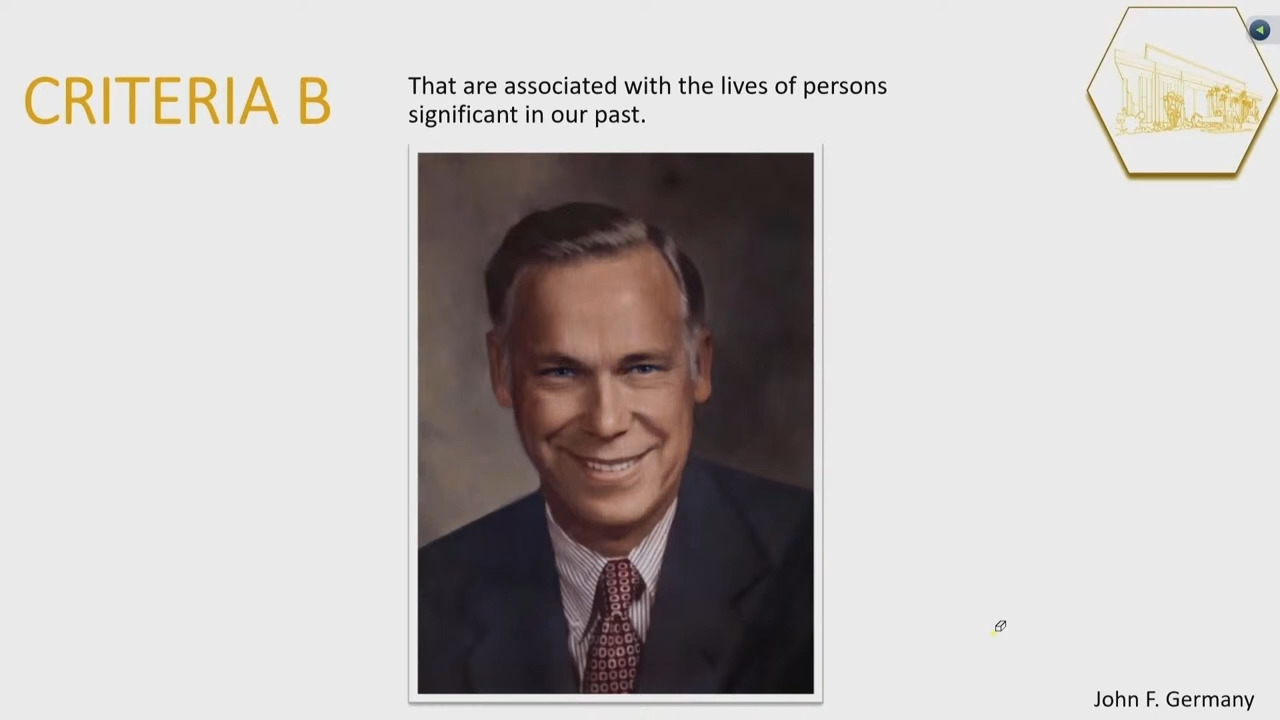 CRITERIA B
That are associated with the lives of persons
significant in our past.
John F. Germany